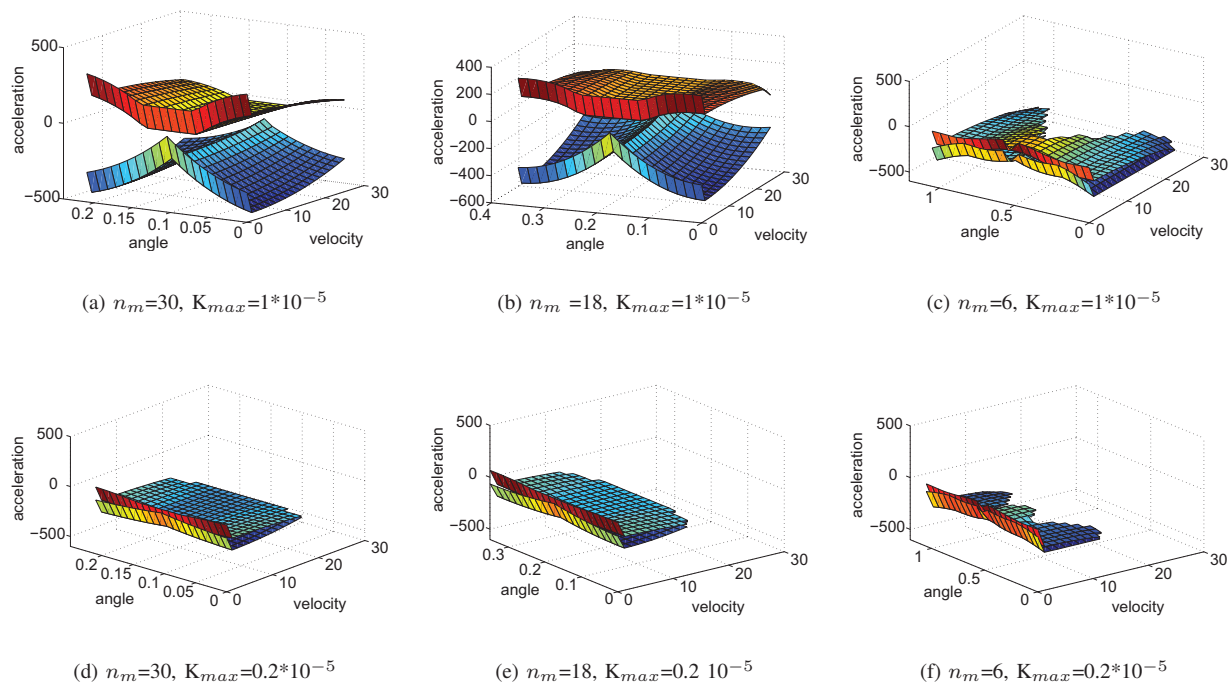 500
0
−500
acceleration
0.2
0.15
0.1
0.05
0
angle
0
10
20
30
velocity
(a) n_m=30, K_max=1*10^−5
400
200
0
−200
−400
−600
acceleration
0.4
0.3
0.2
0.1
0
angle
0
10
20
30
velocity
(b) n_m =18, K_max=1*10^−5
500
0
−500
acceleration
1
0.5
0
angle
0
10
20
30
velocity
(c) n_m=6, K_max=1*10^−5
500
0
−500
acceleration
0.2
0.15
0.1
0.05
0
angle
0
10
20
30
velocity
(d) n_m=30, K_max=0.2*10^−5
500
0
−500
acceleration
0.3
0.2
0.1
0
angle
0
10
20
30
velocity
(e) n_m=18, K_max=0.2 10^−5
500
0
−500
acceleration
1
0.5
0
angle
0
10
20
30
velocity
(f) n_m=6, K_max=0.2*10^−5